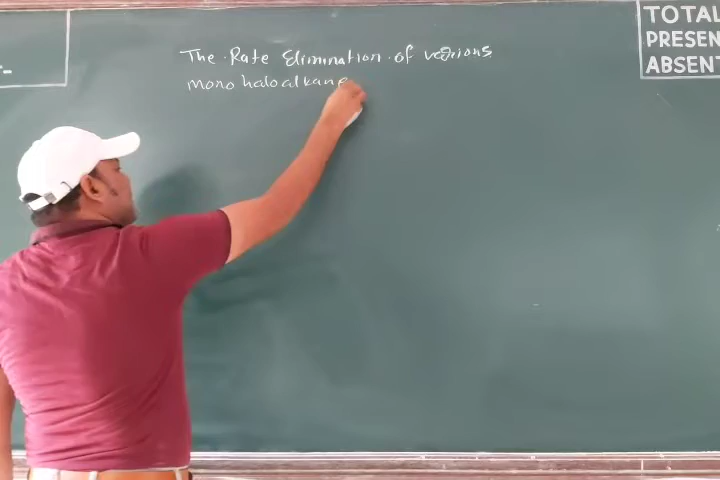 The Rate Elimination of various
mono haloalkane
TOTAL
PRESEN
ABSENT